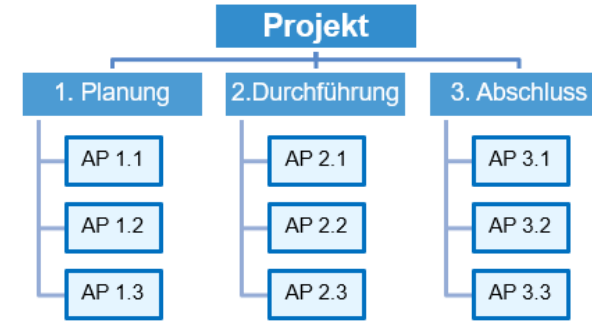 Projekt
1. Planung
2.Durchführung
3. Abschluss
AP 1.1
AP 2.1
AP 3.1
AP 1.2
AP 2.2
AP 3.2
AP 1.3
AP 2.3
AP 3.3